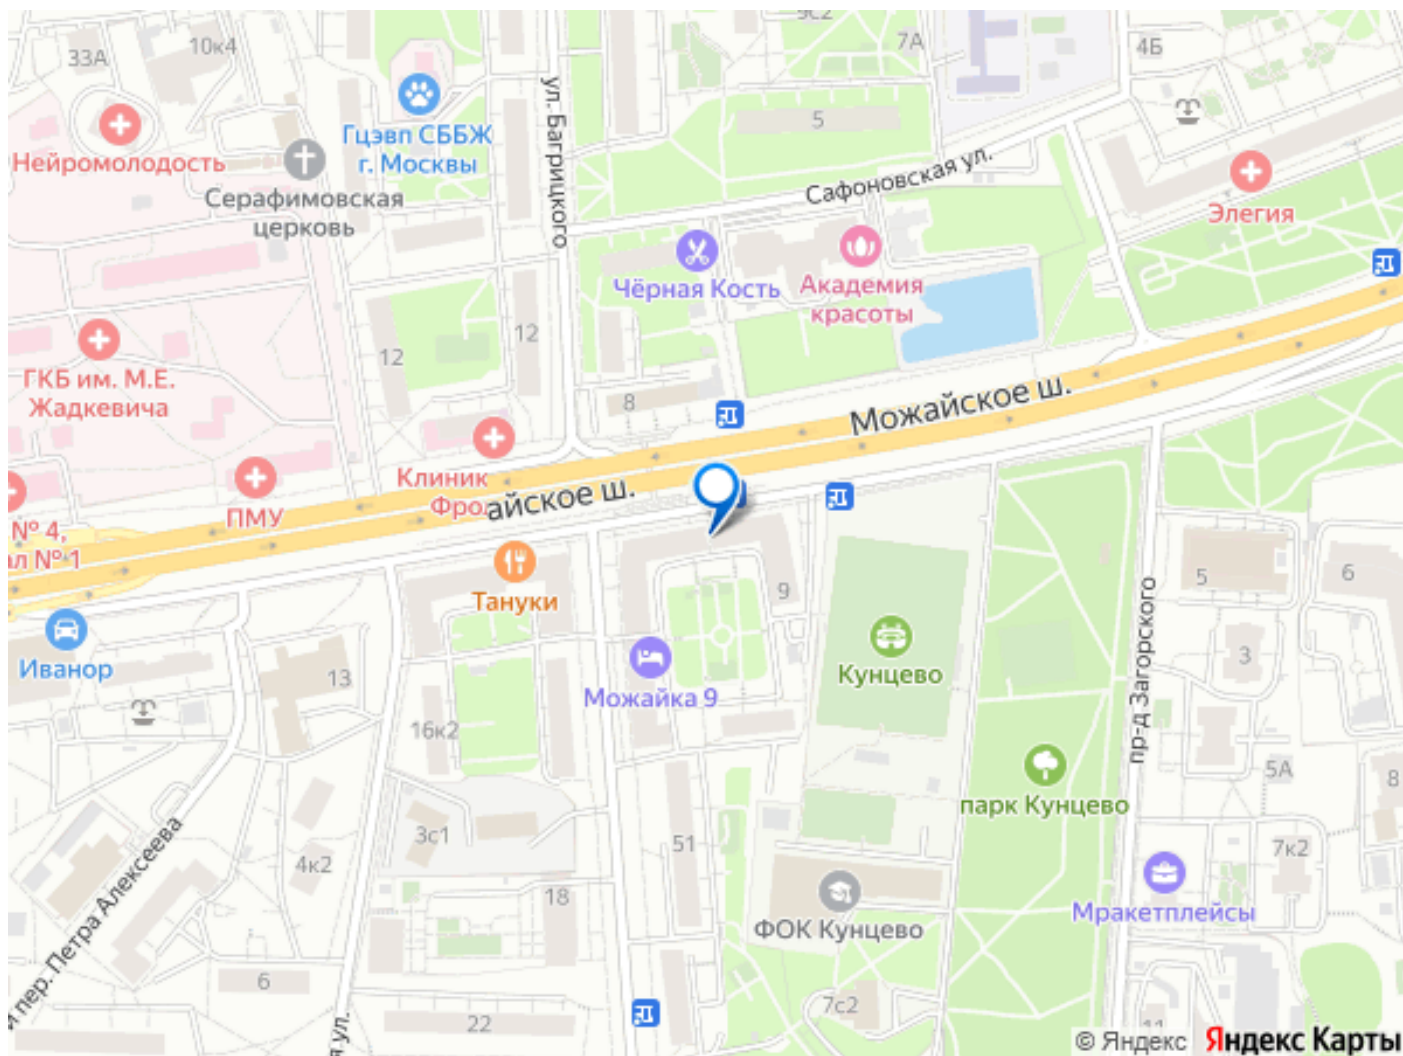 9с2
10к4
33А
7А
4Б
ул. Багрицкого
5
Гцэвп СББЖ
г. Москвы
Нейромолодость
Сафоновская ул.
Серафимовская
церковь
Элегия
Чёрная Кость
Академия
красоты
12
12
ГКБ им. М.Е.
Жадкевича
8
Можайское ш.
Клиник
Фро
айское ш.
ПМУ
№ 4,
ал № 1
Тануки
9
5
6
Иванор
13
Можайка 9
Кунцево
3
пр-д Загорского
16к2
5А
8
парк Кунцево
3с1
51
4к2
7к2
18
Мракетплейсы
ФОК Кунцево
пер. Петра Алексеева
6
7с2
22
я ул.
11
© Яндекс Яндекс Карты